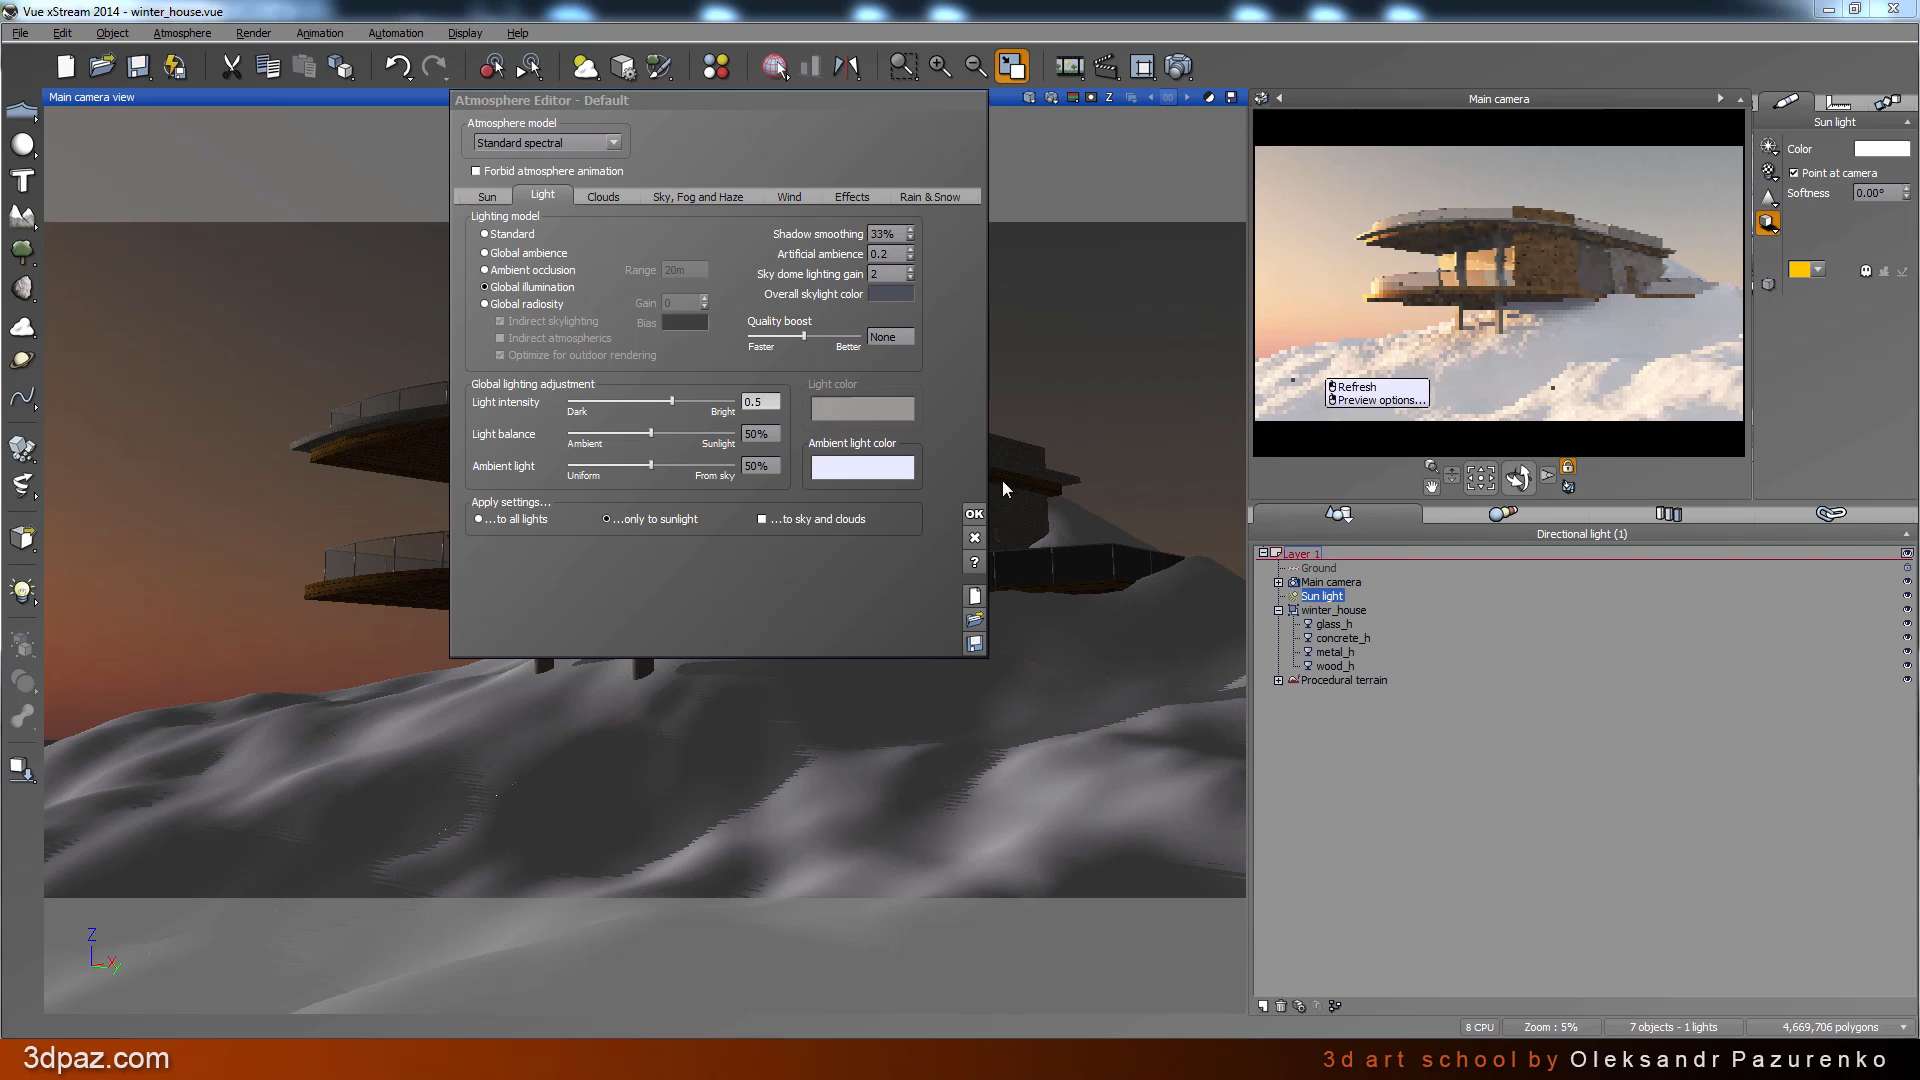 Vue xStream 2014 - winter_house.vue
File Edit Object Atmosphere Render Animation Automation Display Help
Main camera view
Z
Atmosphere Editor - Default
Atmosphere model
Standard spectral
Forbid atmosphere animation
Sun Light Clouds Sky, Fog and Haze Wind Effects Rain & Snow
Lighting model
Standard
Global ambience
Ambient occlusion
Range 20m
Global illumination
Global radiosity
Gain 0
Indirect skylighting
Bias
Indirect atmospherics
Optimize for outdoor rendering
Shadow smoothing 33%
Artificial ambience 0.2
Sky dome lighting gain 2
Overall skylight color
Quality boost
None
Faster Better
Global lighting adjustment
Light intensity 0.5
Dark Bright
Light balance 50%
Ambient Sunlight
Ambient light 50%
Uniform From sky
Light color
Ambient light color
Apply settings...
...to all lights ...only to sunlight ...to sky and clouds
OK
?
Main camera
Refresh
Preview options...
Sun light
Color
Point at camera
Softness 0.00°
Directional light (1)
Layer 1
Ground
Main camera
Sun light
winter_house
glass_h
concrete_h
metal_h
wood_h
Procedural terrain
Z
X
Y
8 CPU Zoom : 5% 7 objects - 1 lights 4,669,706 polygons
3dpaz.com
3d art school by Oleksandr Pazurenko